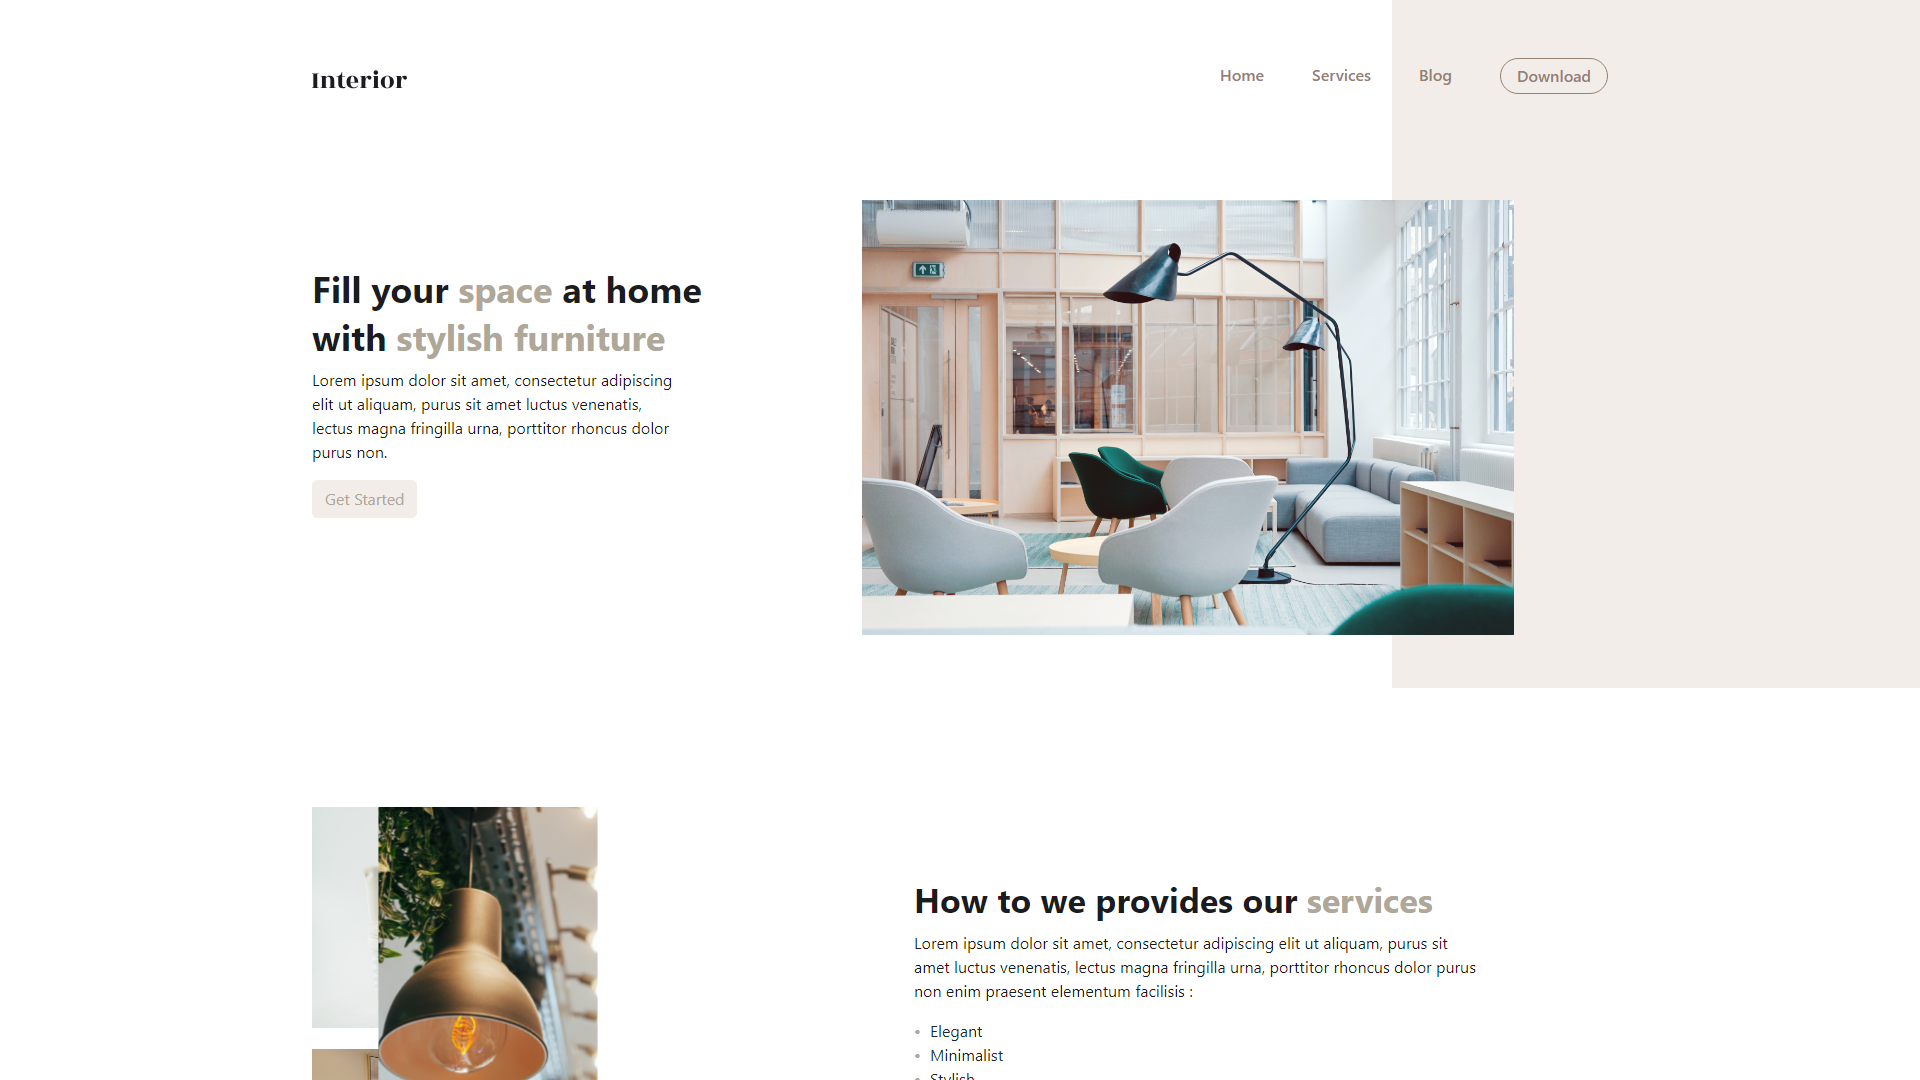 Interior
Home
Services
Blog
Download
Fill your space at home
with stylish furniture
Lorem ipsum dolor sit amet, consectetur adipiscing
elit ut aliquam, purus sit amet luctus venenatis,
lectus magna fringilla urna, porttitor rhoncus dolor
purus non.
Get Started
How to we provides our services
Lorem ipsum dolor sit amet, consectetur adipiscing elit ut aliquam, purus sit
amet luctus venenatis, lectus magna fringilla urna, porttitor rhoncus dolor purus
non enim praesent elementum facilisis :
• Elegant
• Minimalist
• Stylish